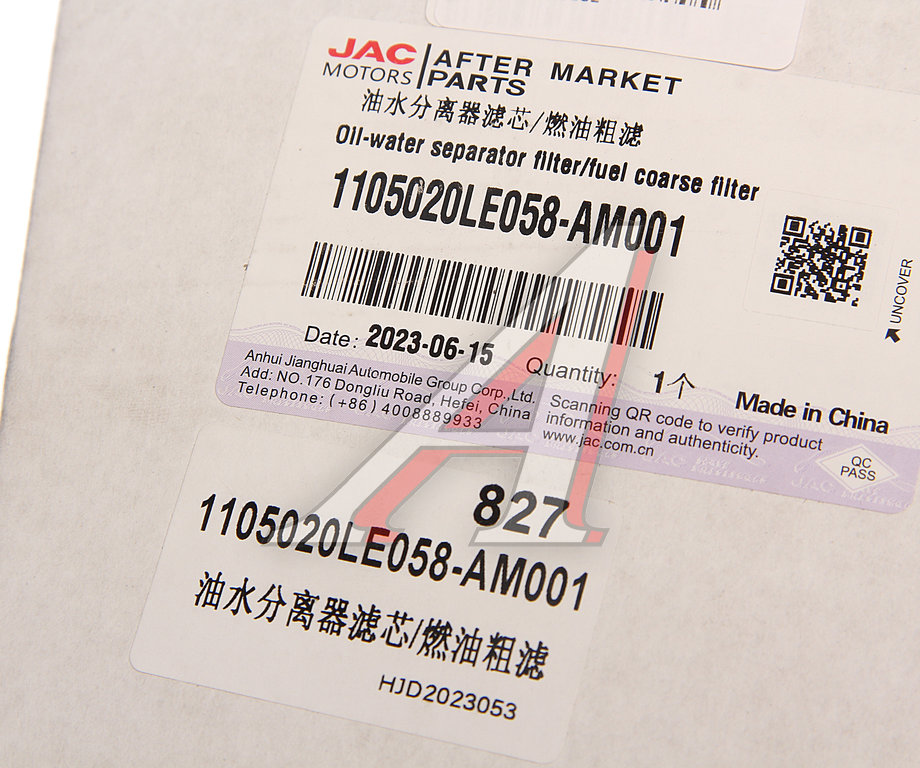 JAC MOTORS
AFTER MARKET PARTS
油水分离器滤芯/燃油粗滤
Oil-water separator filter/fuel coarse filter
1105020LE058-AM001
UNCOVER
Date: 2023-06-15
Quantity: 1个
Made in China
Anhui Jianghuai Automobile Group Corp.,Ltd.
Add: NO.176 Dongliu Road, Hefei, China
Telephone: (+86) 4008889933
Scanning QR code to verify product
information and authenticity.
www.jac.com.cn
QC
PASS
827
1105020LE058-AM001
油水分离器滤芯/燃油粗滤
HJD2023053